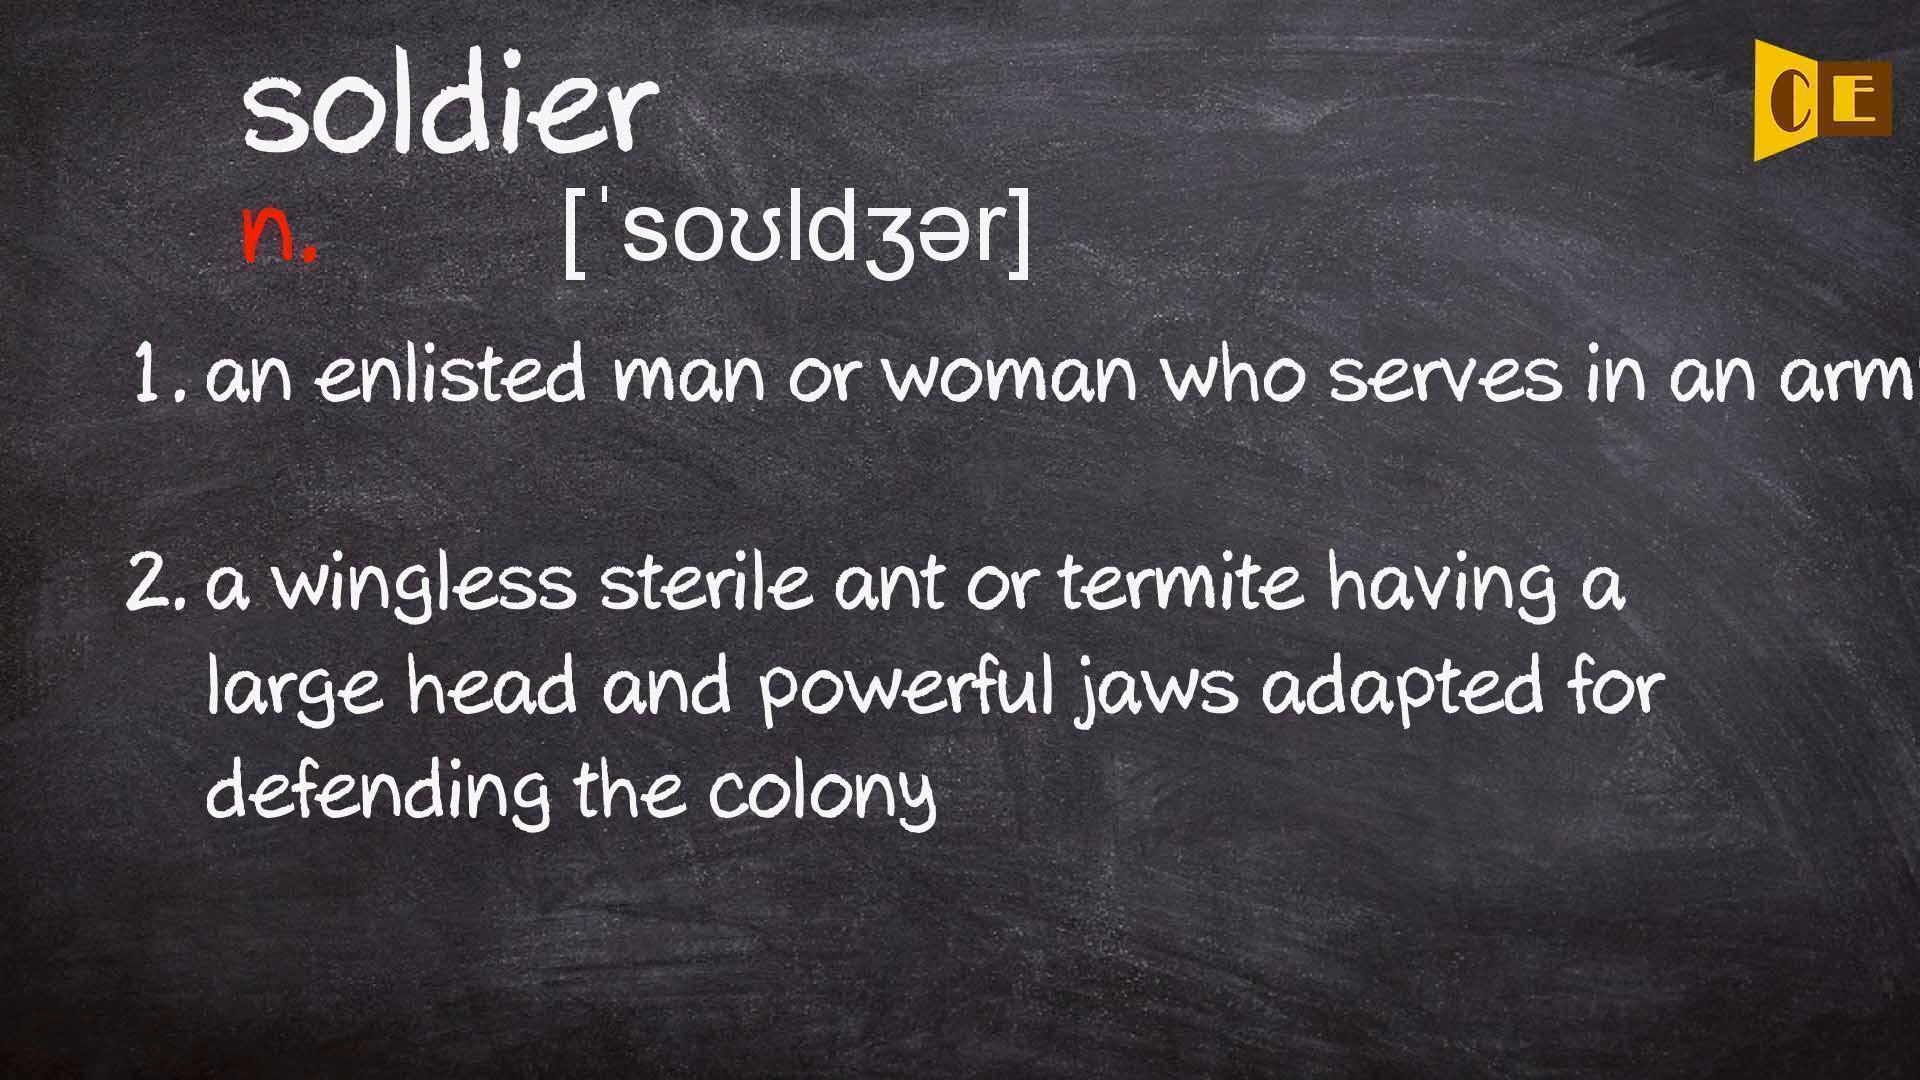 soldier
n. [ˈsoʊldʒər]
CE
1. an enlisted man or woman who serves in an arm
2. a wingless sterile ant or termite having a
large head and powerful jaws adapted for
defending the colony